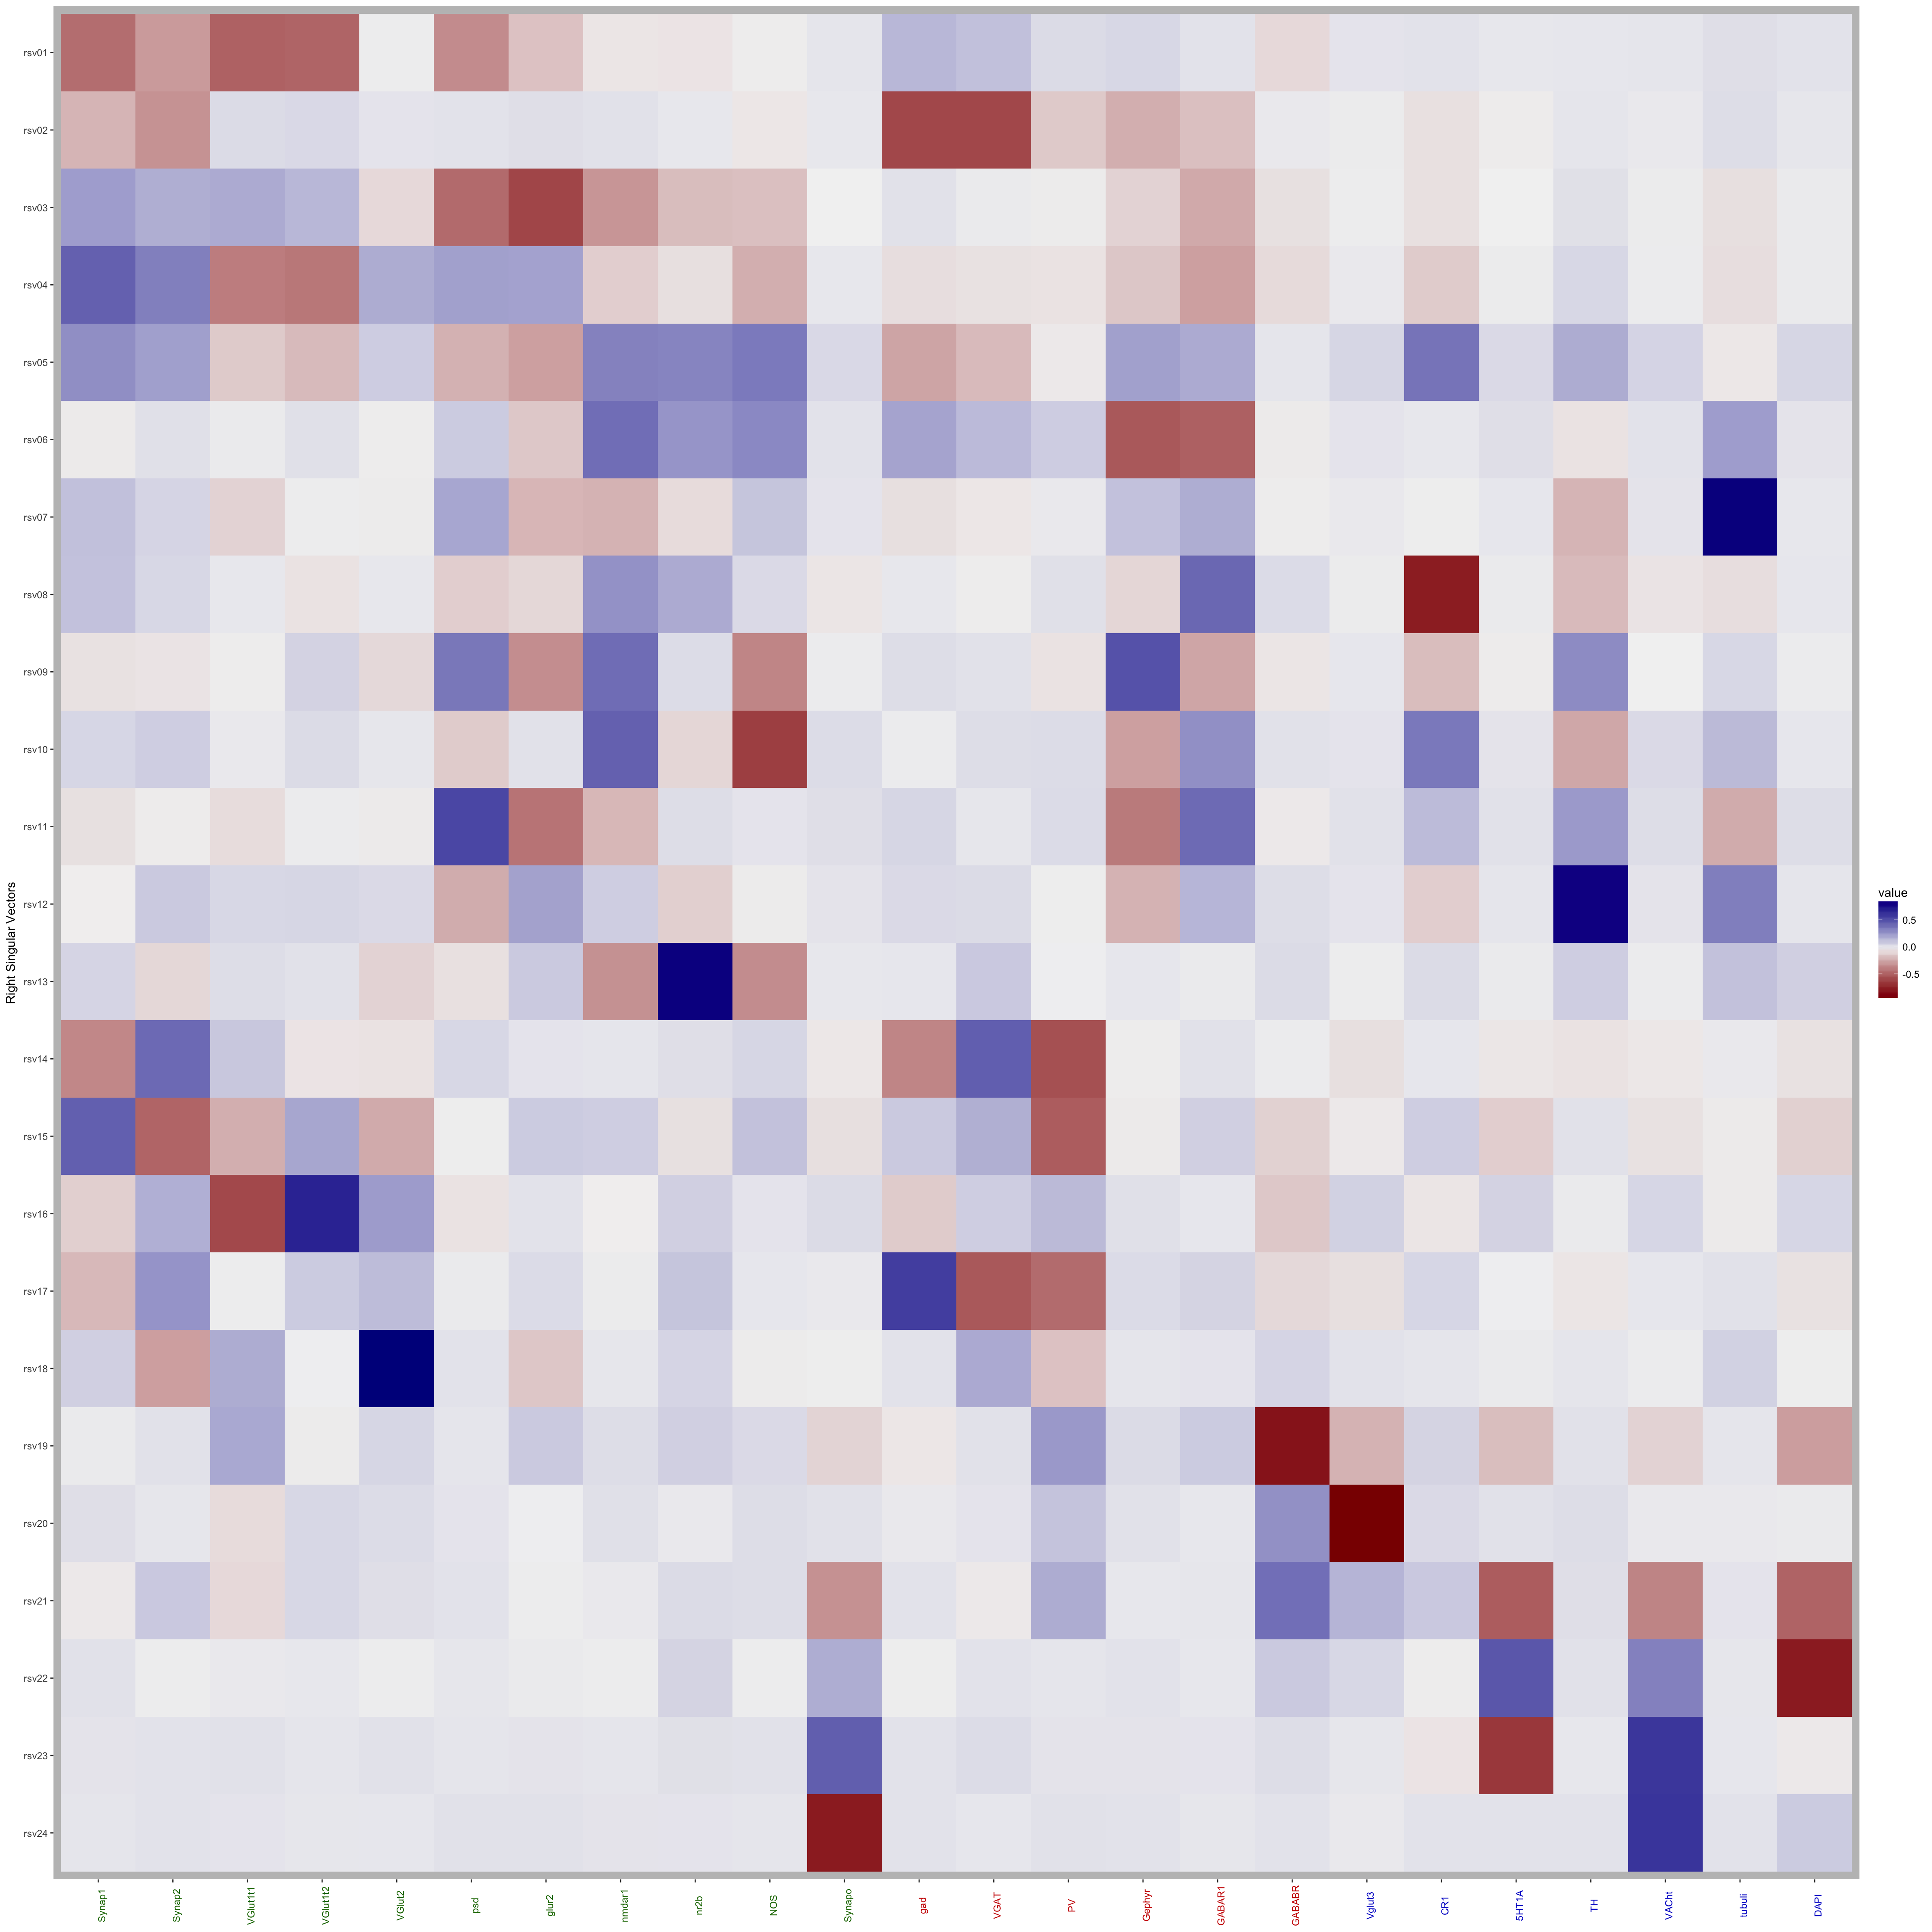 Right Singular Vectors
rsv01
rsv02
rsv03
rsv04
rsv05
rsv06
rsv07
rsv08
rsv09
rsv10
rsv11
rsv12
rsv13
rsv14
rsv15
rsv16
rsv17
rsv18
rsv19
rsv20
rsv21
rsv22
rsv23
rsv24
Synap1
Synap2
VGlut1t1
VGlut1t2
VGlut2
psd
glur2
nmdar1
nr2b
NOS
Synapo
gad
VGAT
PV
Gephyr
GABAR1
GABABR
Vglut3
CR1
5HT1A
TH
VACht
tubuli
DAPI
value
0.5
0.0
-0.5